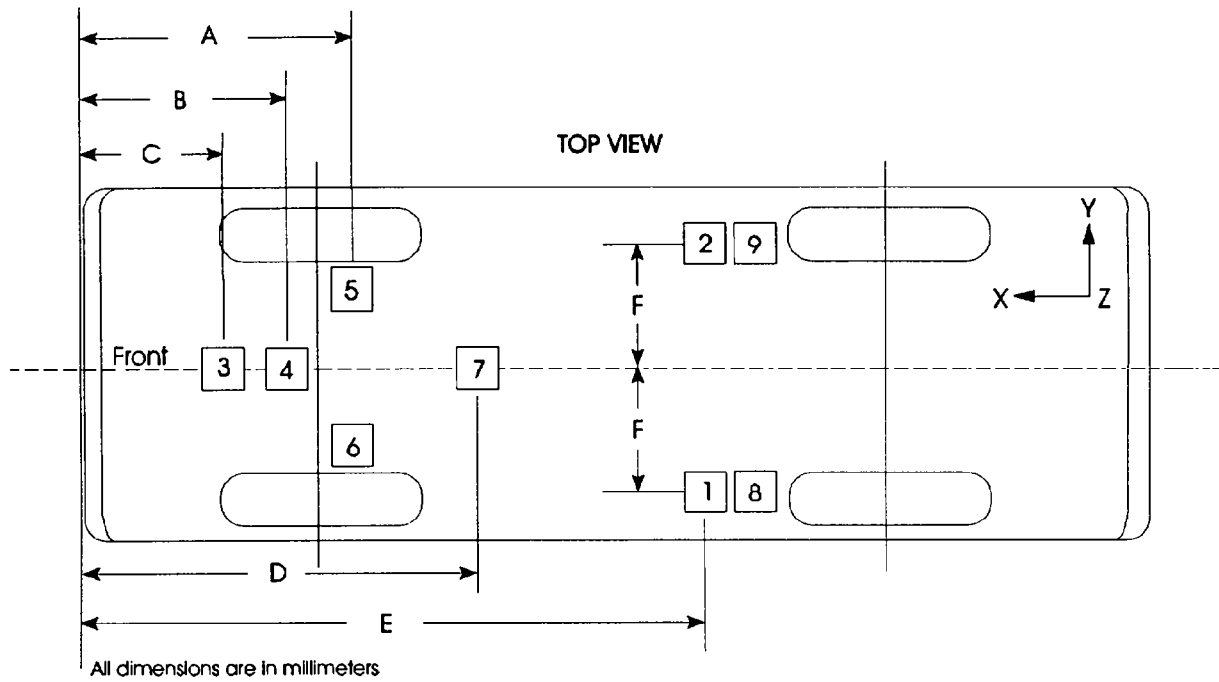 A
B
C
TOP VIEW
2 9
Y
5
F
X Z
Front
3 4 7
F
6
1 8
D
E
All dimensions are in millimeters